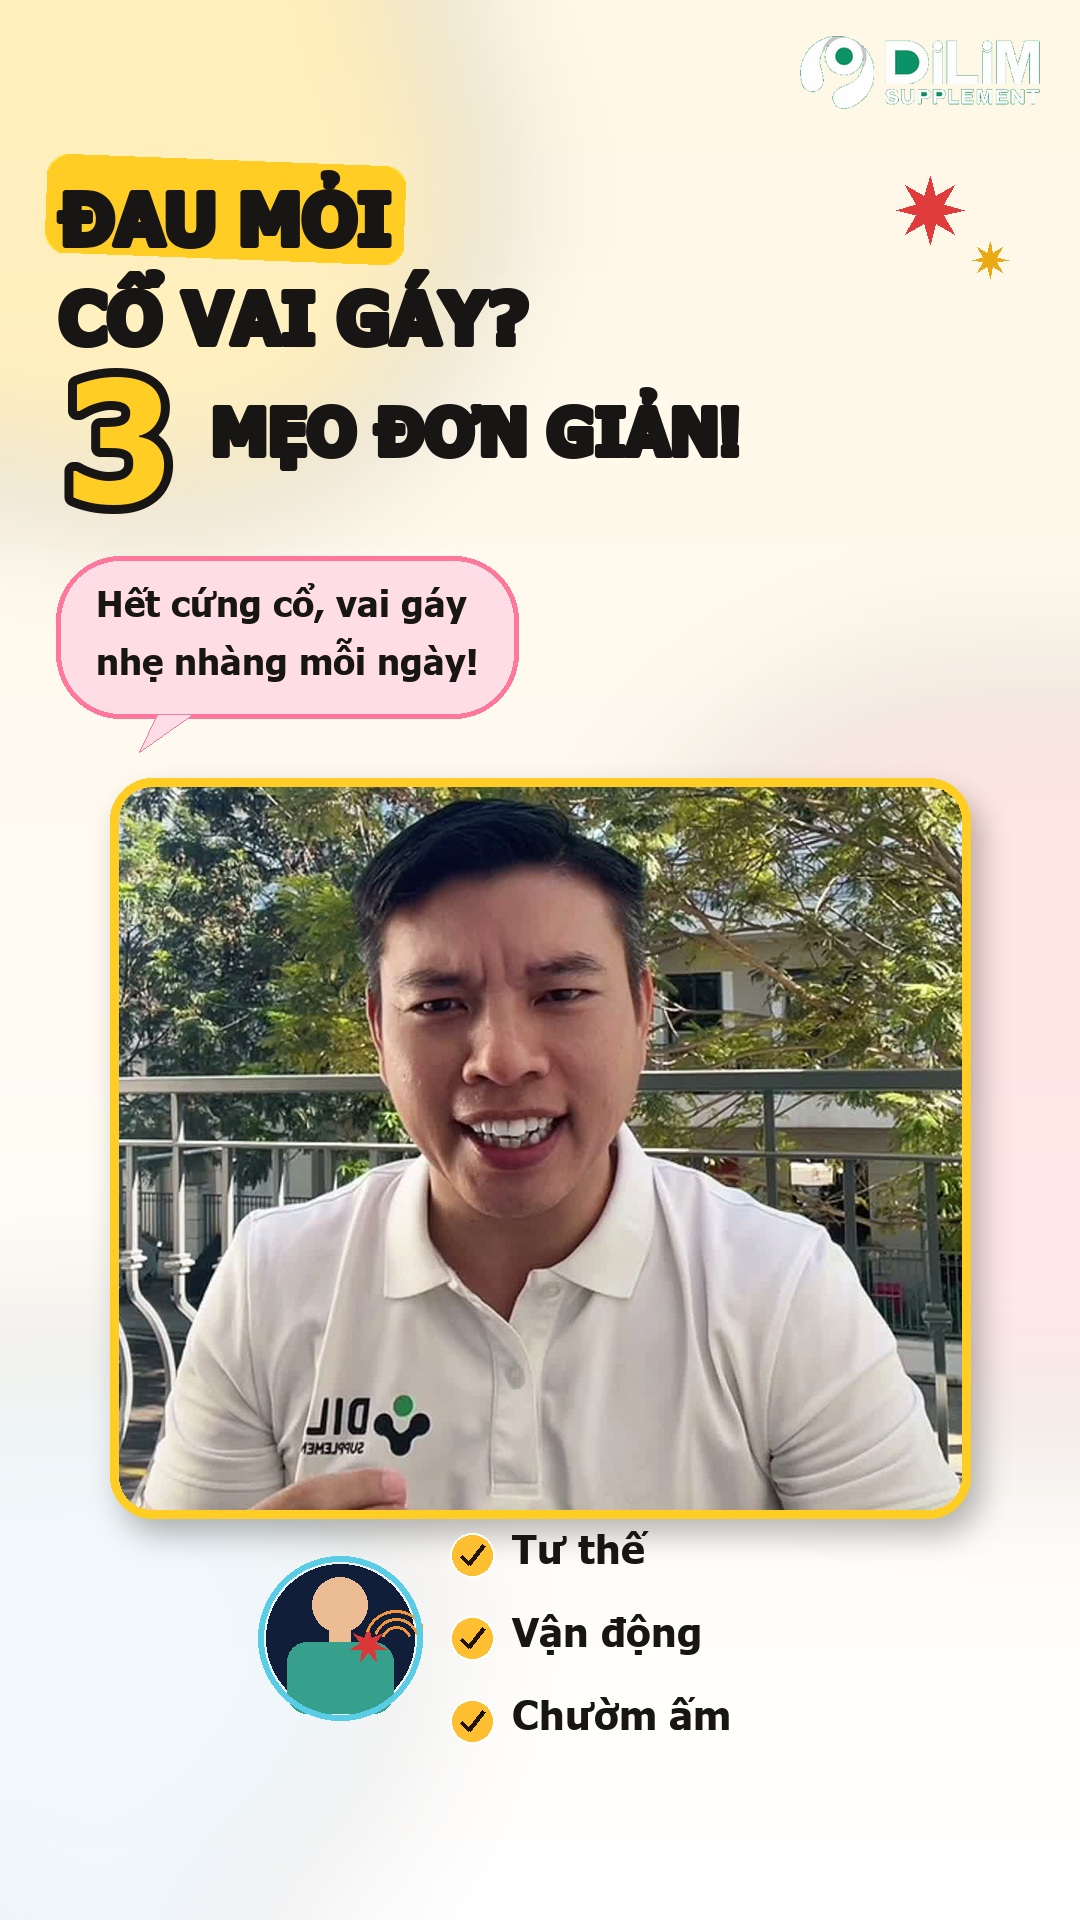 DiLiM
SUPPLEMENT
ĐAU MỎI
CỔ VAI GÁY?
3 MẸO ĐƠN GIẢN!
Hết cứng cổ, vai gáy
nhẹ nhàng mỗi ngày!
DIL
SUPPLEMEN
Tư thế
Vận động
Chườm ấm